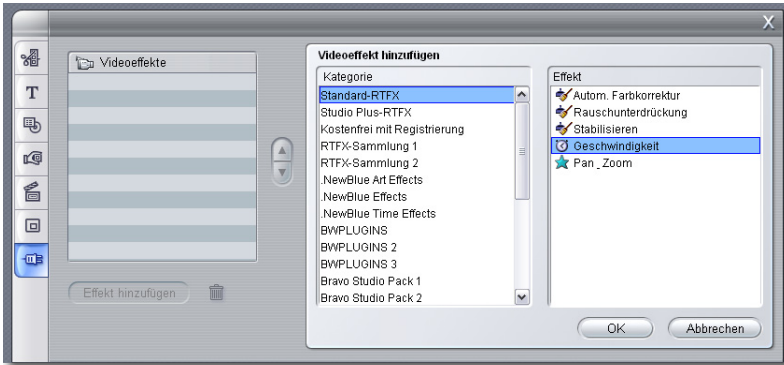 X
Videoeffekte
T
Effekt hinzufügen
Videoeffekt hinzufügen
Kategorie
Standard-RTFX
Studio Plus-RTFX
Kostenfrei mit Registrierung
RTFX-Sammlung 1
RTFX-Sammlung 2
.NewBlue Art Effects
.NewBlue Effects
.NewBlue Time Effects
BWPLUGINS
BWPLUGINS 2
BWPLUGINS 3
Bravo Studio Pack 1
Bravo Studio Pack 2
Effekt
Autom. Farbkorrektur
Rauschunterdrückung
Stabilisieren
Geschwindigkeit
Pan_Zoom
OK
Abbrechen